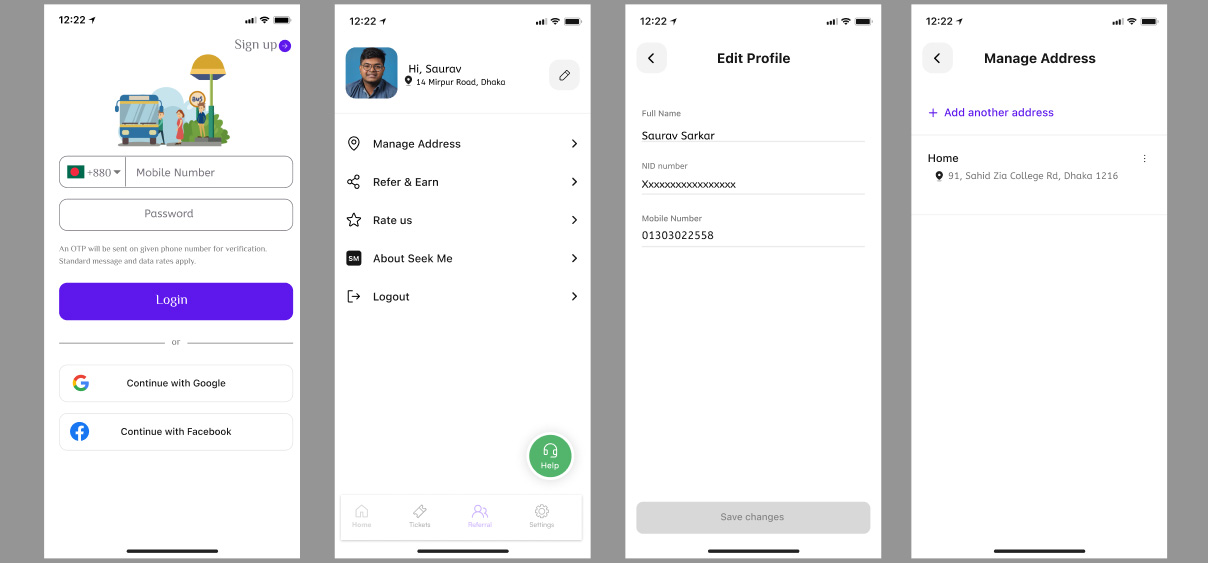 12:22
Sign up
BUS
+880
Mobile Number
Password
An OTP will be sent on given phone number for verification.
Standard message and data rates apply.
Login
or
Continue with Google
Continue with Facebook
12:22
Hi, Saurav
14 Mirpur Road, Dhaka
Manage Address
Refer & Earn
Rate us
SM
About Seek Me
Logout
Help
Home
Tickets
Referral
Settings
12:22
Edit Profile
Full Name
Saurav Sarkar
NID number
Xxxxxxxxxxxxxxxxx
Mobile Number
01303022558
Save changes
12:22
Manage Address
+ Add another address
Home
91, Sahid Zia College Rd, Dhaka 1216